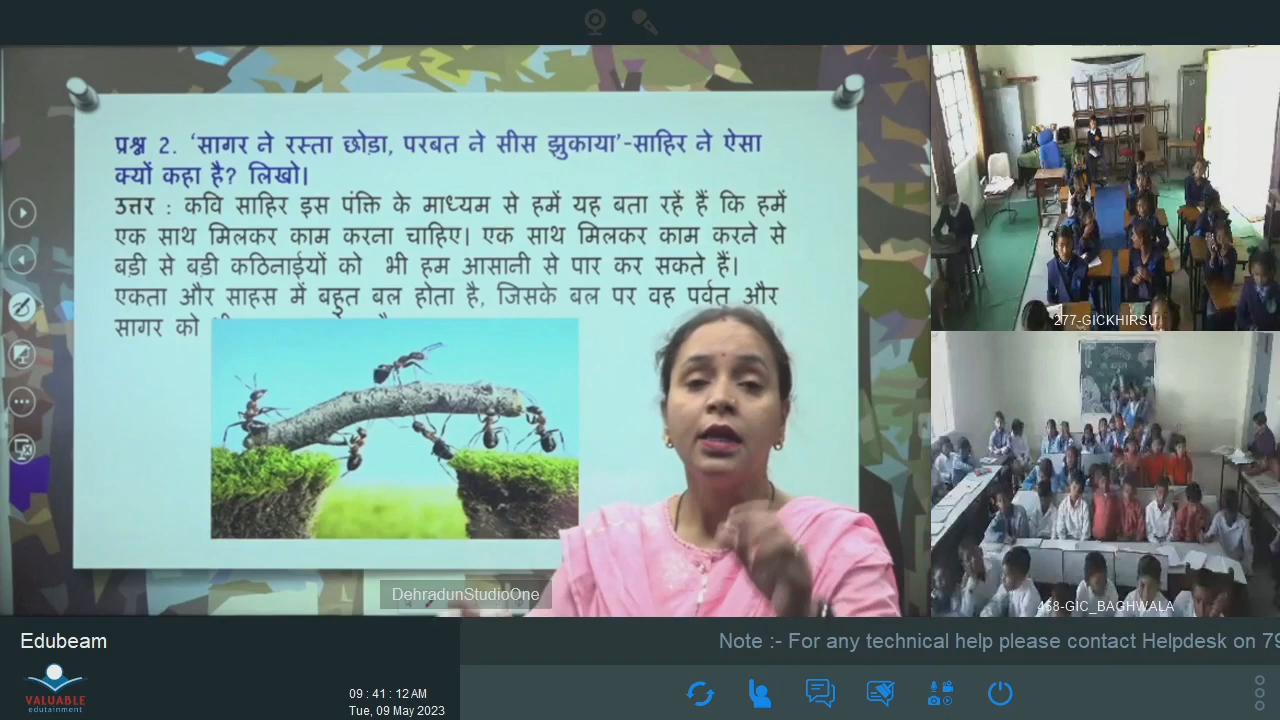 प्रश्न 2. ‘सागर ने रस्ता छोड़ा, परबत ने सीस झुकाया’-साहिर ने ऐसा
क्यों कहा है? लिखो।
उत्तर : कवि साहिर इस पंक्ति के माध्यम से हमें यह बता रहें हैं कि हमें
एक साथ मिलकर काम करना चाहिए। एक साथ मिलकर काम करने से
बड़ी से बड़ी कठिनाईयों को भी हम आसानी से पार कर सकते हैं।
एकता और साहस में बहुत बल होता है, जिसके बल पर वह पर्वत और
सागर को
277-GICKHIRSU
468-GIC_BAGHWALA
DehradunStudioOne
Edubeam
VALUABLE
edutainment
09 : 41 : 12 AM
Tue, 09 May 2023
Note :- For any technical help please contact Helpdesk on 79